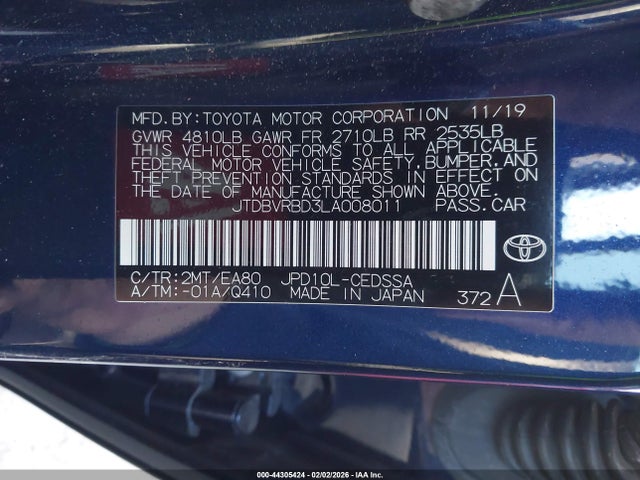 MFD.BY:TOYOTA MOTOR CORPORATION 11/19
GVWR 4810LB GAWR FR 2710LB RR 2535LB
THIS VEHICLE CONFORMS TO ALL APPLICABLE
FEDERAL MOTOR VEHICLE SAFETY,BUMPER,AND
THEFT PREVENTION STANDARDS IN EFFECT ON
THE DATE OF MANUFACTURE SHOWN ABOVE.
JTDBVRBD3LA008011 PASS.CAR
C/TR:2MT/EA80 JPD10L-CEDSSA
A/TM:-01A/Q410 MADE IN JAPAN 372A
000-44305424 - 02/02/2026 - Copyright IAA, Inc.